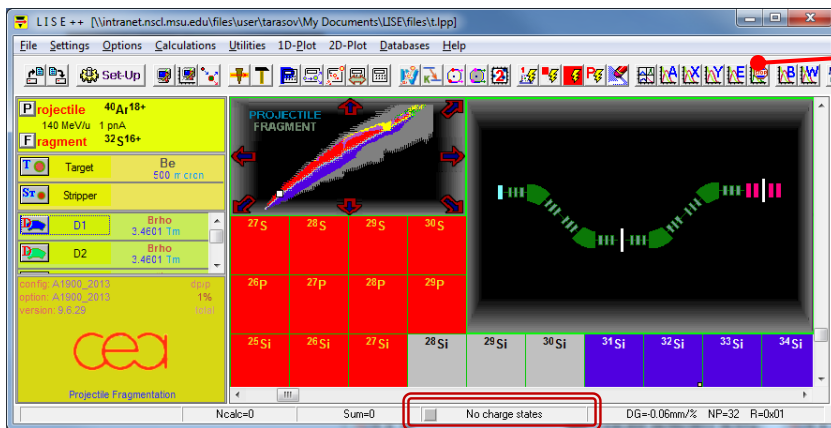 LISE++ [\\intranet.nscl.msu.edu\files\user\tarasov\My Documents\LISE\files\t.lpp]
File Settings Options Calculations Utilities 1D-Plot 2D-Plot Databases Help
Set-Up
Projectile 40Ar18+
140 MeV/u 1 pnA
Fragment 32S16+
T Target Be
500 micron
ST Stripper
D D1 Brho
3.4601 Tm
D D2 Brho
3.4601 Tm
config: A1900_2013 dp/p
option: A1900_2013 1%
version: 9.6.29 total
cea
Projectile Fragmentation
PROJECTILE
FRAGMENT
27S 28S 29S 30S
26P 27P 28P 29P
25Si 26Si 27Si 28Si 29Si 30Si 31Si 32Si 33Si 34Si
Ncalc=0 Sum=0 No charge states DG=-0.06mm/% NP=32 R=0x01